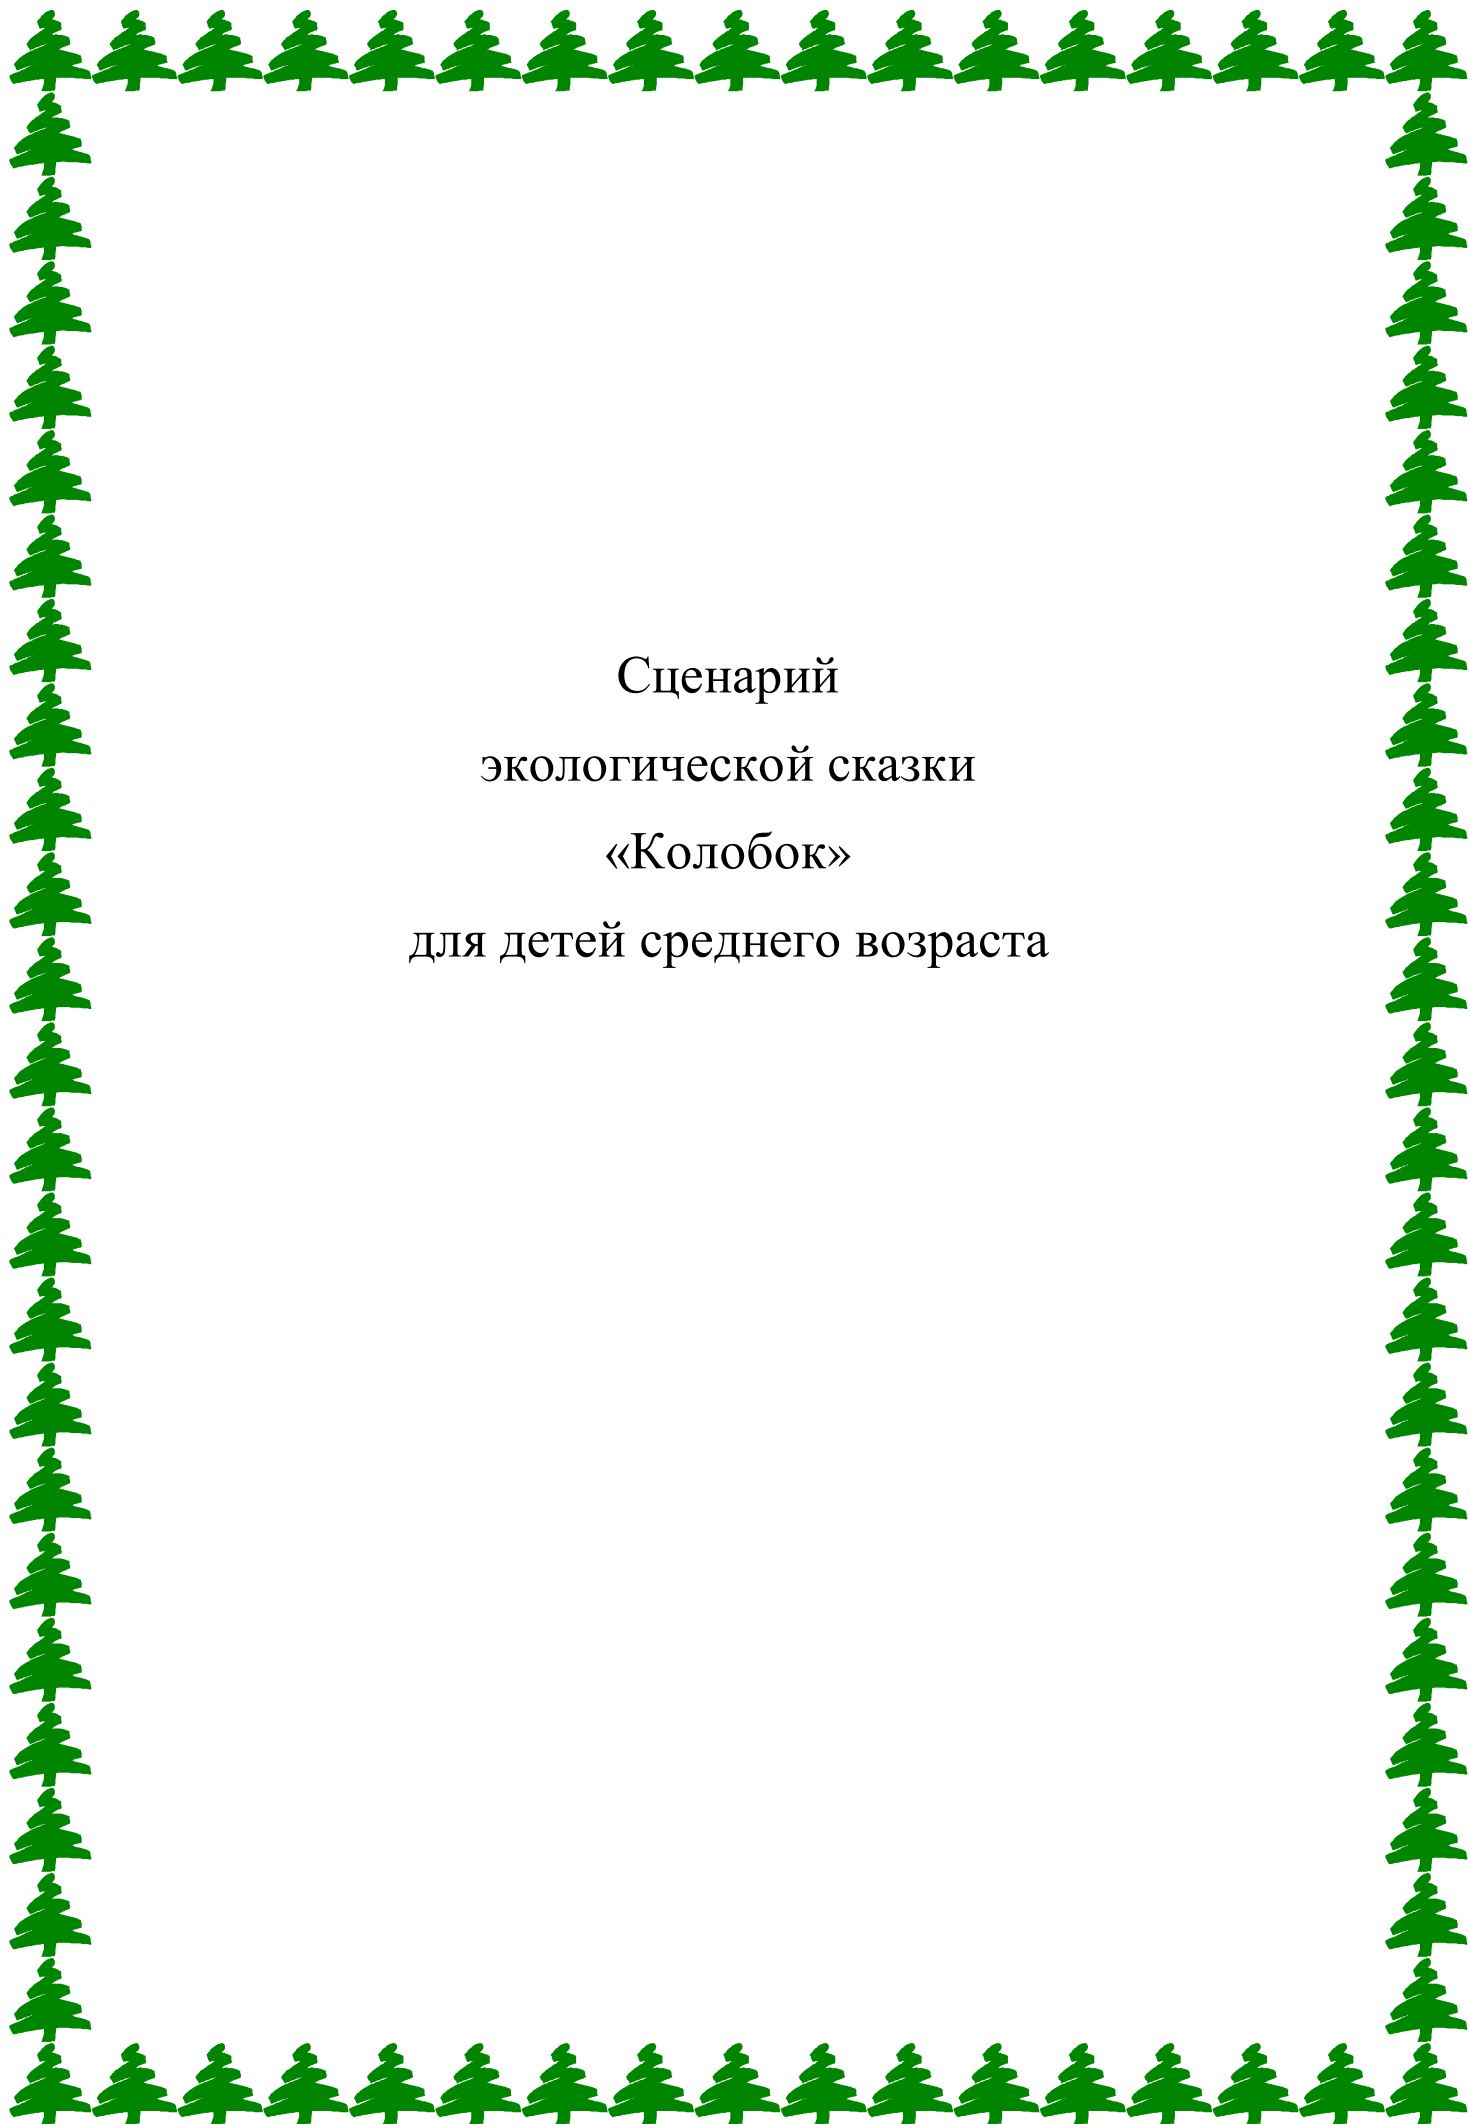 Сценарий
экологической сказки
«Колобок»
для детей среднего возраста